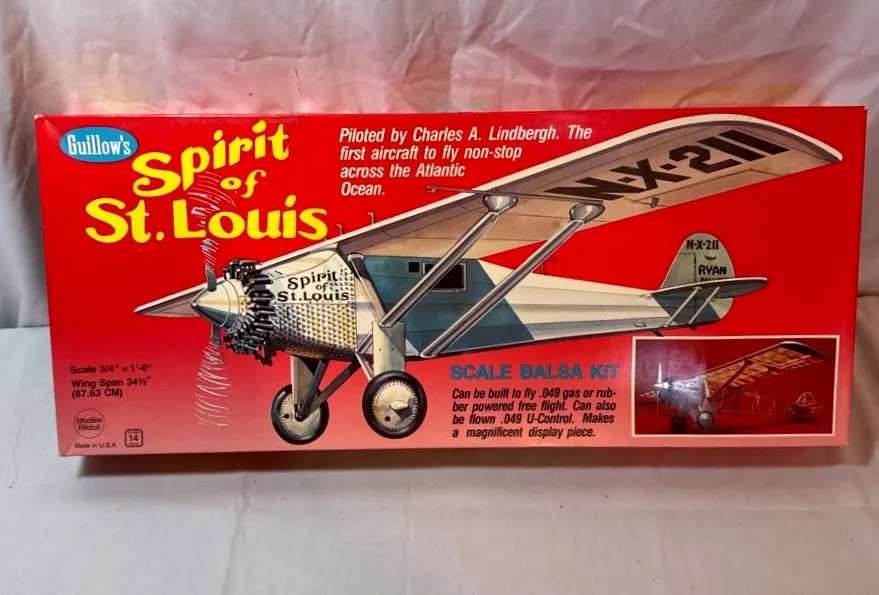 Guillow's
Spirit
of
St. Louis
Piloted by Charles A. Lindbergh. The
first aircraft to fly non-stop
across the Atlantic
Ocean.
N-X-211
N-X-211
RYAN
Spirit
of
St. Louis
Scale 3/4" = 1'-0"
Wing Span 34½"
(87.63 CM)
Modèle
Réduit
Made in U.S.A.
14
SCALE BALSA KIT
Can be built to fly .049 gas or rub-
ber powered free flight. Can also
be flown .049 U-Control. Makes
a magnificent display piece.